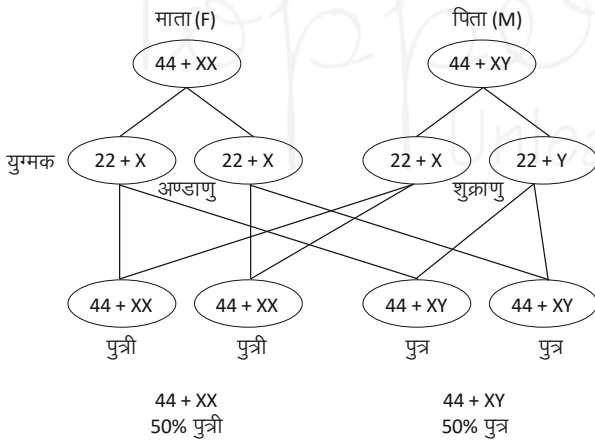 माता (F) पिता (M)
44 + XX 44 + XY
युग्मक 22 + X 22 + X 22 + X 22 + Y
अण्डाणु शुक्राणु
44 + XX 44 + XX 44 + XY 44 + XY
पुत्री पुत्री पुत्र पुत्र
44 + XX 44 + XY
50% पुत्री 50% पुत्र